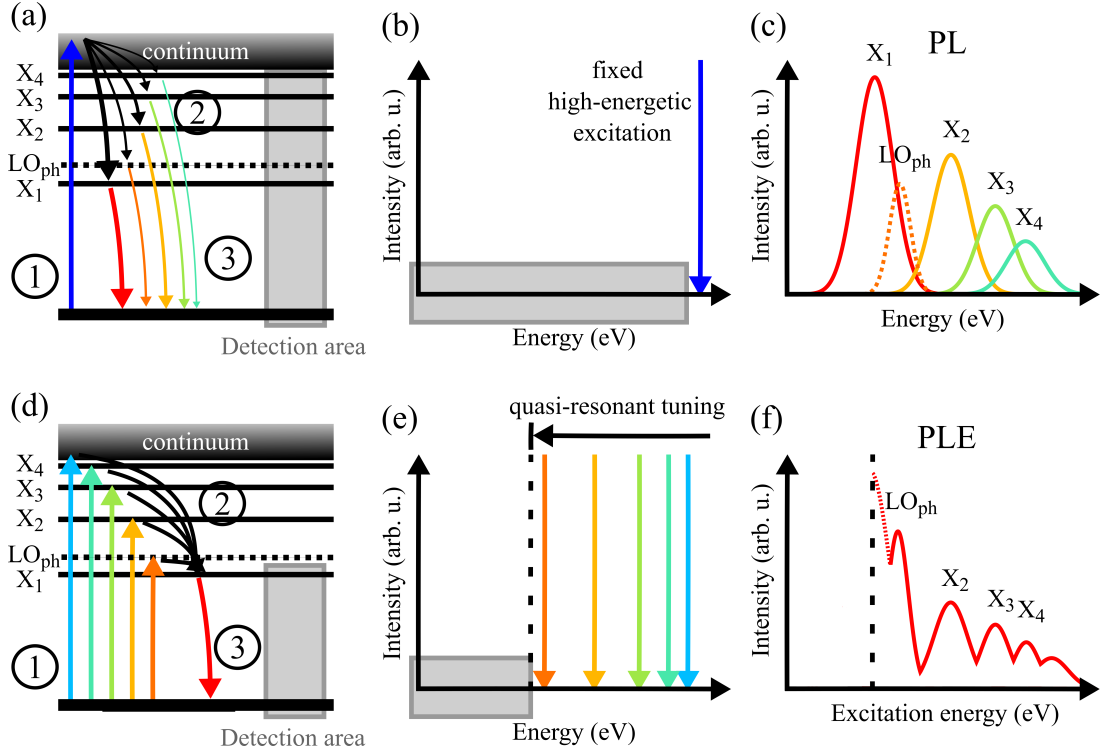 (a)
continuum
X4
X3
X2
LOph
X1
1
2
3
Detection area
(b)
Intensity (arb. u.)
fixed
high-energetic
excitation
Energy (eV)
(c)
PL
Intensity (arb. u.)
X1
LOph
X2
X3
X4
Energy (eV)
(d)
continuum
X4
X3
X2
LOph
X1
1
2
3
Detection area
(e)
quasi-resonant tuning
Intensity (arb. u.)
Energy (eV)
(f)
PLE
Intensity (arb. u.)
LOph
X2
X3
X4
Excitation energy (eV)